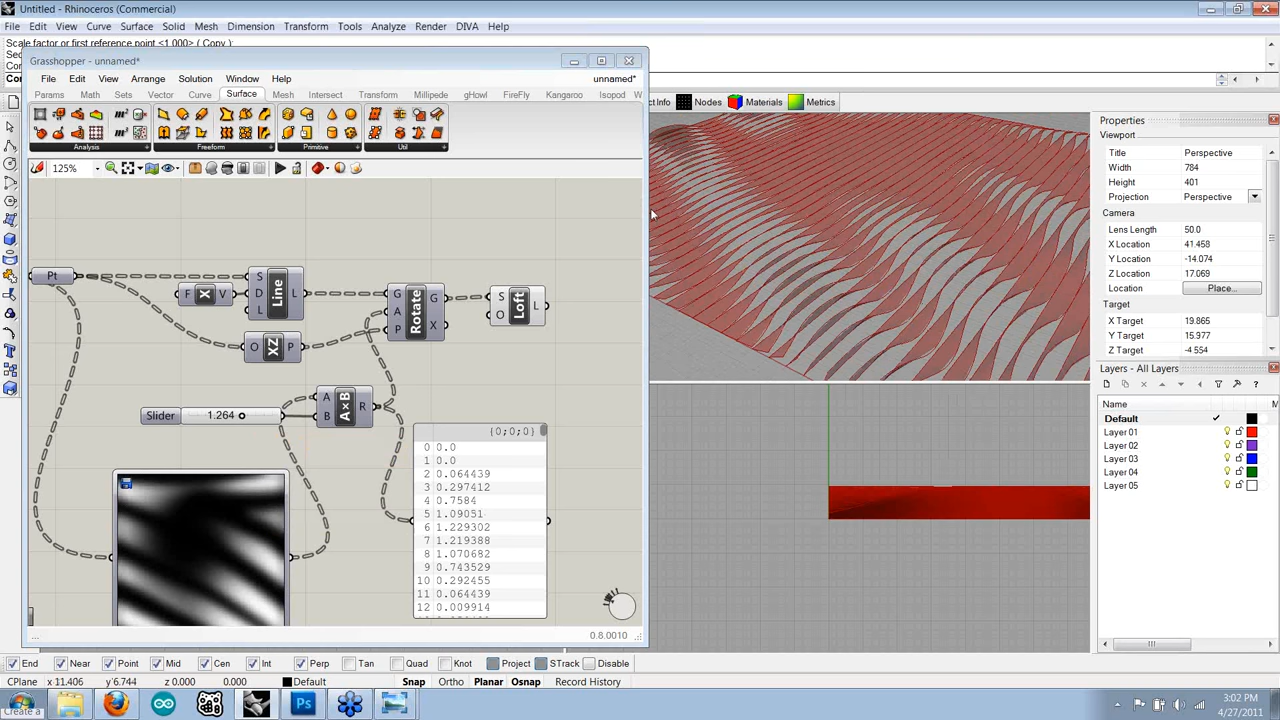 Untitled - Rhinoceros (Commercial)
File Edit View Curve Surface Solid Mesh Dimension Transform Tools Analyze Render DIVA Help
Scale factor or first reference point <1.000> ( Copy ):
Grasshopper - unnamed*
File Edit View Arrange Solution Window Help unnamed*
Params Math Sets Vector Curve Surface Mesh Intersect Transform Millipede gHowl FireFly Kangaroo Isopod W
Analysis Freeform Primitive Util
125%
Nodes Materials Metrics
Pt
F X V
S D L Line L
O XZ P
G A P Rotate G X
S O Loft L
Slider 1.264
A B A×B R
{0;0;0}
0 0.0
1 0.0
2 0.064439
3 0.297412
4 0.7584
5 1.09051
6 1.229302
7 1.219388
8 1.070682
9 0.743529
10 0.292455
11 0.064439
12 0.009914
...
0.8.0010
Properties
Viewport
Title Perspective
Width 784
Height 401
Projection Perspective
Camera
Lens Length 50.0
X Location 41.458
Y Location -14.074
Z Location 17.069
Location Place...
Target
X Target 19.865
Y Target 15.977
Z Target -4.554
Layers - All Layers
Name
Default
Layer 01
Layer 02
Layer 03
Layer 04
Layer 05
End Near Point Mid Cen Int Perp Tan Quad Knot Project STrack Disable
CPlane x 11.406 y 6.744 z 0.000 0.000 Default Snap Ortho Planar Osnap Record History
Create a
Ps
3:02 PM
4/27/2011